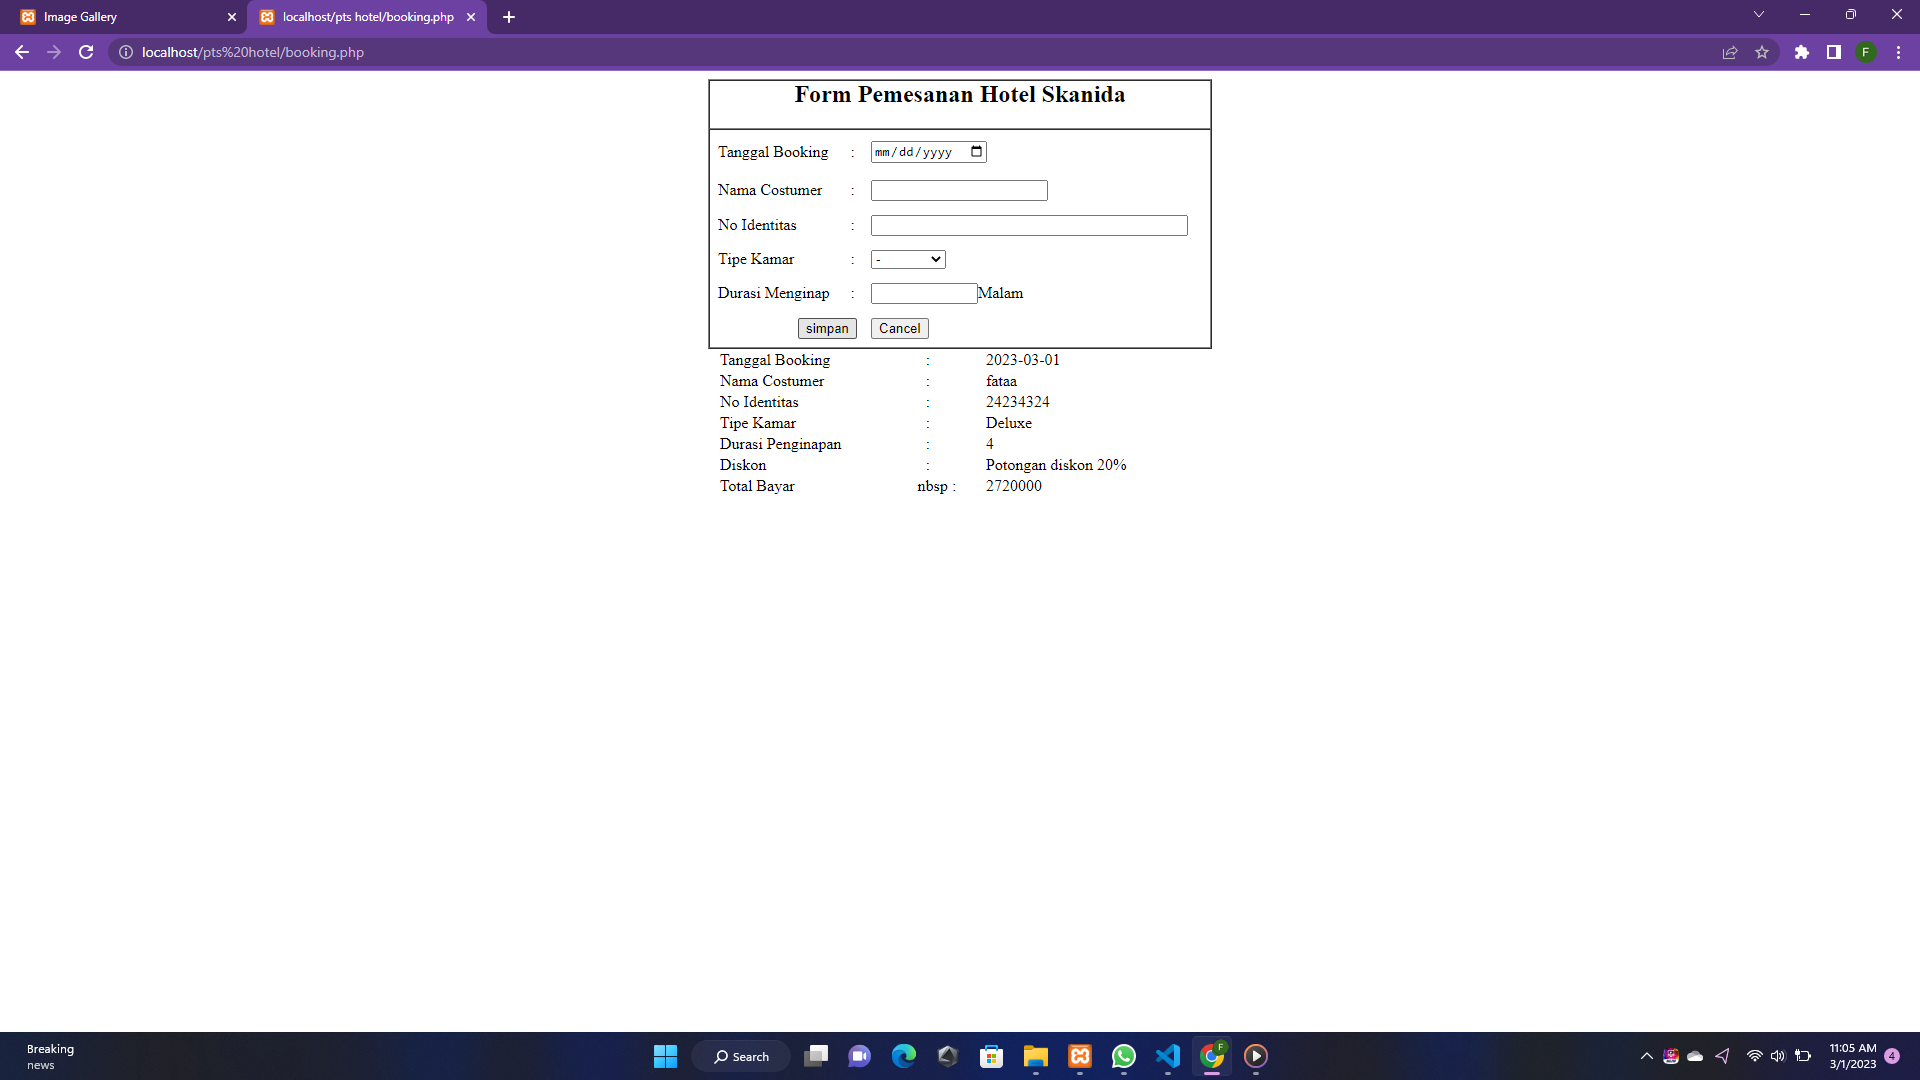 Image Gallery
localhost/pts hotel/booking.php
localhost/pts%20hotel/booking.php
F
Form Pemesanan Hotel Skanida
Tanggal Booking : mm/dd/yyyy
Nama Costumer :
No Identitas :
Tipe Kamar : -
Durasi Menginap : Malam
simpan Cancel
Tanggal Booking : 2023-03-01
Nama Costumer : fataa
No Identitas : 24234324
Tipe Kamar : Deluxe
Durasi Penginapan : 4
Diskon : Potongan diskon 20%
Total Bayar nbsp : 2720000
Breaking
news
Search
F
11:05 AM
3/1/2023
4